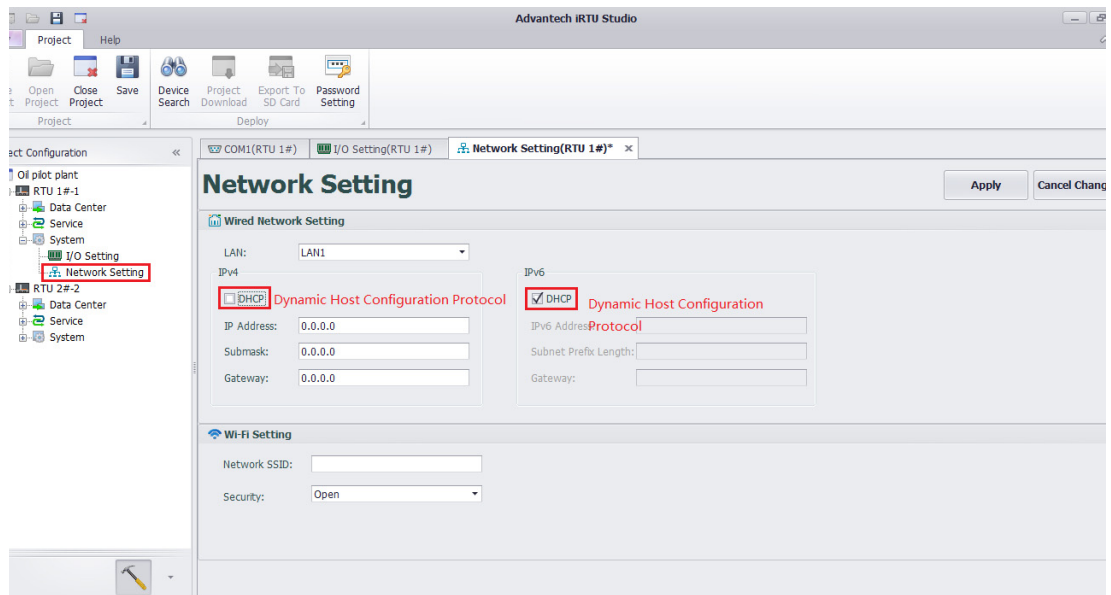 Advantech iRTU Studio
Project Help
Open Project
Close Project
Save
Device Search
Project Download
Export To SD Card
Password Setting
Project
Deploy
ect Configuration
COM1(RTU 1#)
I/O Setting(RTU 1#)
Network Setting(RTU 1#)*
Oil pilot plant
RTU 1#-1
Data Center
Service
System
I/O Setting
Network Setting
RTU 2#-2
Data Center
Service
System
Network Setting
Apply
Cancel Chang
Wired Network Setting
LAN: LAN1
IPv4
DHCP Dynamic Host Configuration Protocol
IP Address: 0.0.0.0
Submask: 0.0.0.0
Gateway: 0.0.0.0
IPv6
DHCP Dynamic Host Configuration
Protocol
IPv6 Address
Subnet Prefix Length:
Gateway:
Wi-Fi Setting
Network SSID:
Security: Open